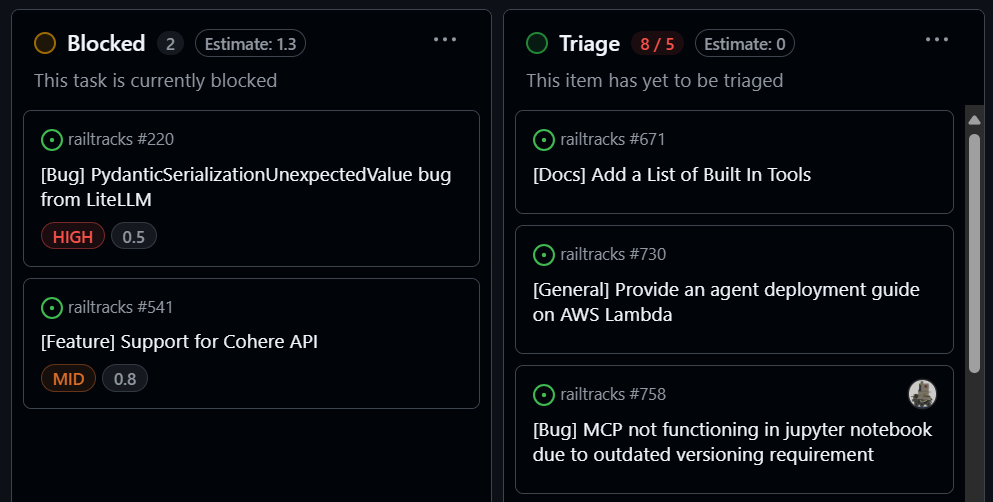 Blocked 2 Estimate: 1.3 ...
This task is currently blocked
railtracks #220
[Bug] PydanticSerializationUnexpectedValue bug
from LiteLLM
HIGH 0.5
railtracks #541
[Feature] Support for Cohere API
MID 0.8
Triage 8 / 5 Estimate: 0 ...
This item has yet to be triaged
railtracks #671
[Docs] Add a List of Built In Tools
railtracks #730
[General] Provide an agent deployment guide
on AWS Lambda
railtracks #758
[Bug] MCP not functioning in jupyter notebook
due to outdated versioning requirement